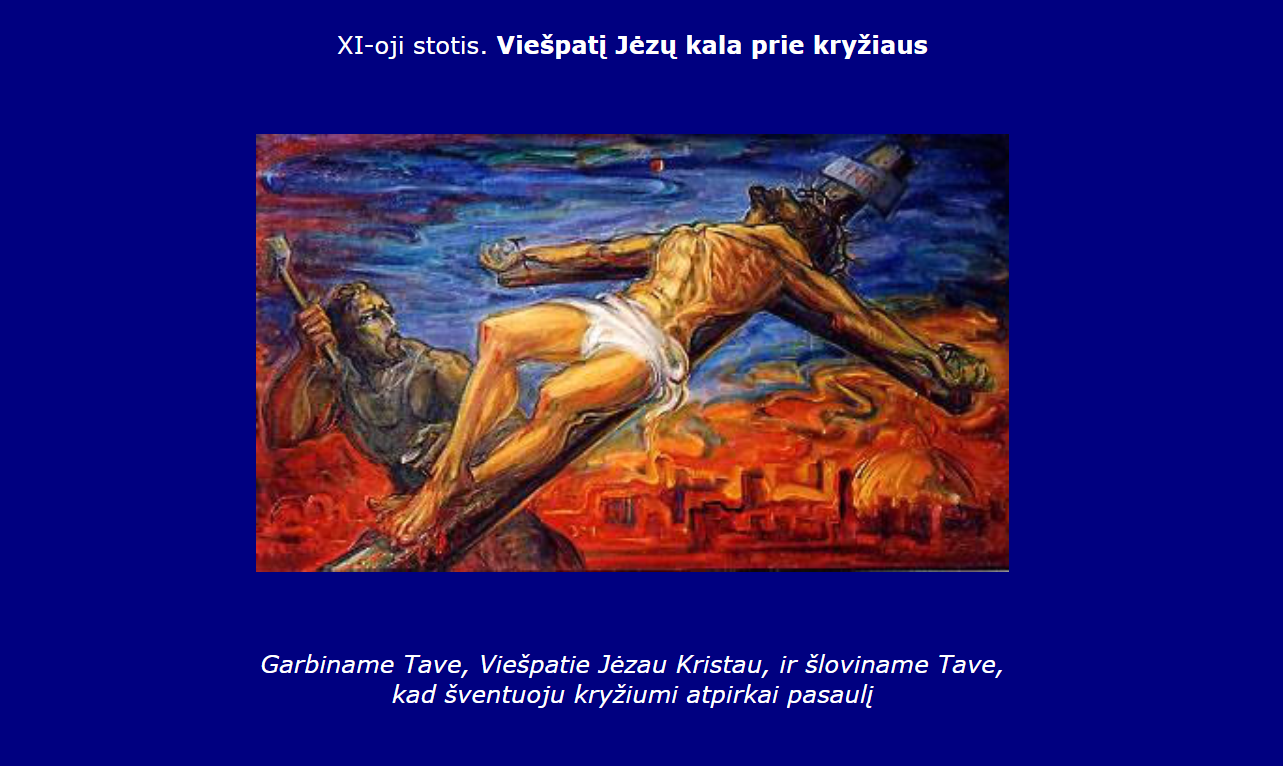 XI-oji stotis. Viešpatį Jėzų kala prie kryžiaus
Garbiname Tave, Viešpatie Jėzau Kristau, ir šloviname Tave,
kad šventuoju kryžiumi atpirkai pasaulį